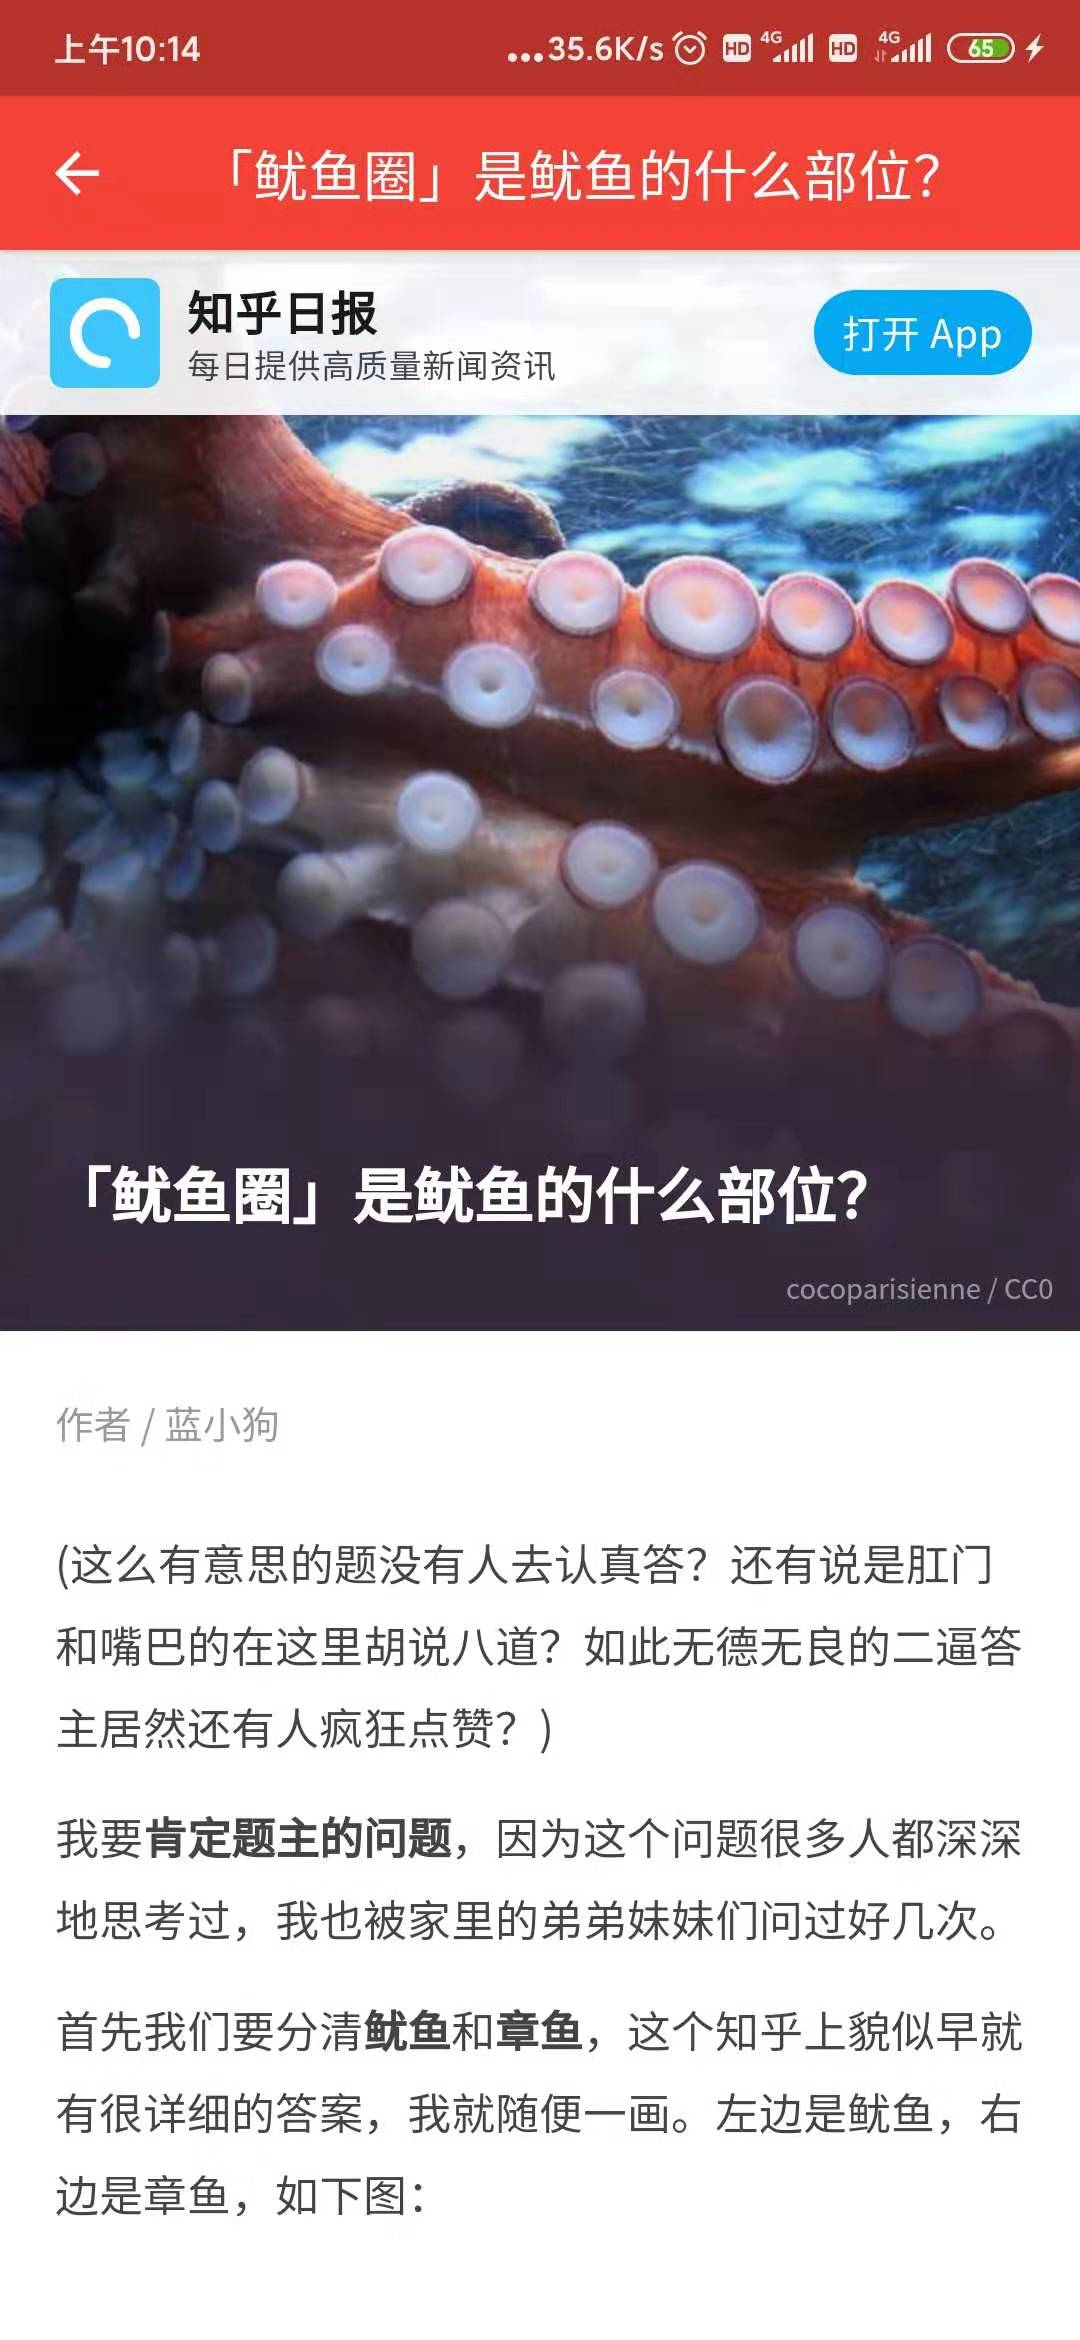 上午10:14
...35.6K/s HD 4G HD 4G 65
「鱿鱼圈」是鱿鱼的什么部位？
知乎日报
每日提供高质量新闻资讯
打开 App
「鱿鱼圈」是鱿鱼的什么部位？
cocoparisienne / CC0
作者 / 蓝小狗
(这么有意思的题没有人去认真答？还有说是肛门
和嘴巴的在这里胡说八道？如此无德无良的二逼答
主居然还有人疯狂点赞？)
我要肯定题主的问题，因为这个问题很多人都深深
地思考过，我也被家里的弟弟妹妹们问过好几次。
首先我们要分清鱿鱼和章鱼，这个知乎上貌似早就
有很详细的答案，我就随便一画。左边是鱿鱼，右
边是章鱼，如下图：